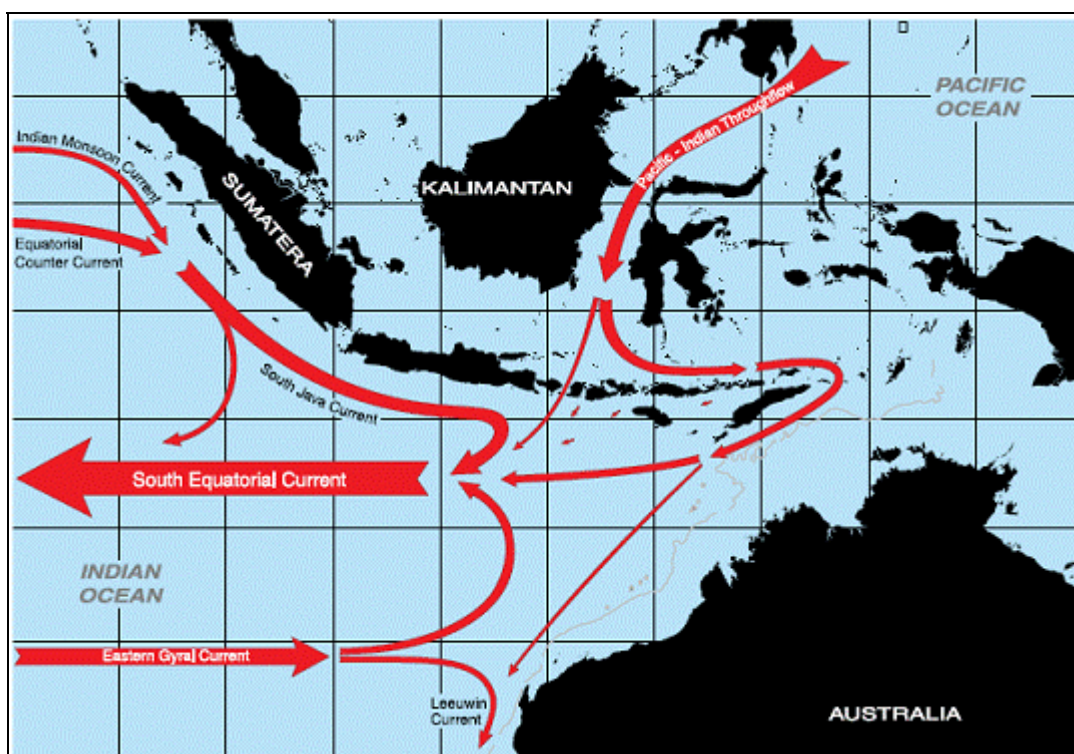 PACIFIC
OCEAN
Pacific - Indian Throughflow
Indian Monsoon Current
KALIMANTAN
SUMATERA
Equatorial
Counter Current
South Java Current
South Equatorial Current
INDIAN
OCEAN
Eastern Gyral Current
Leeuwin
Current
AUSTRALIA